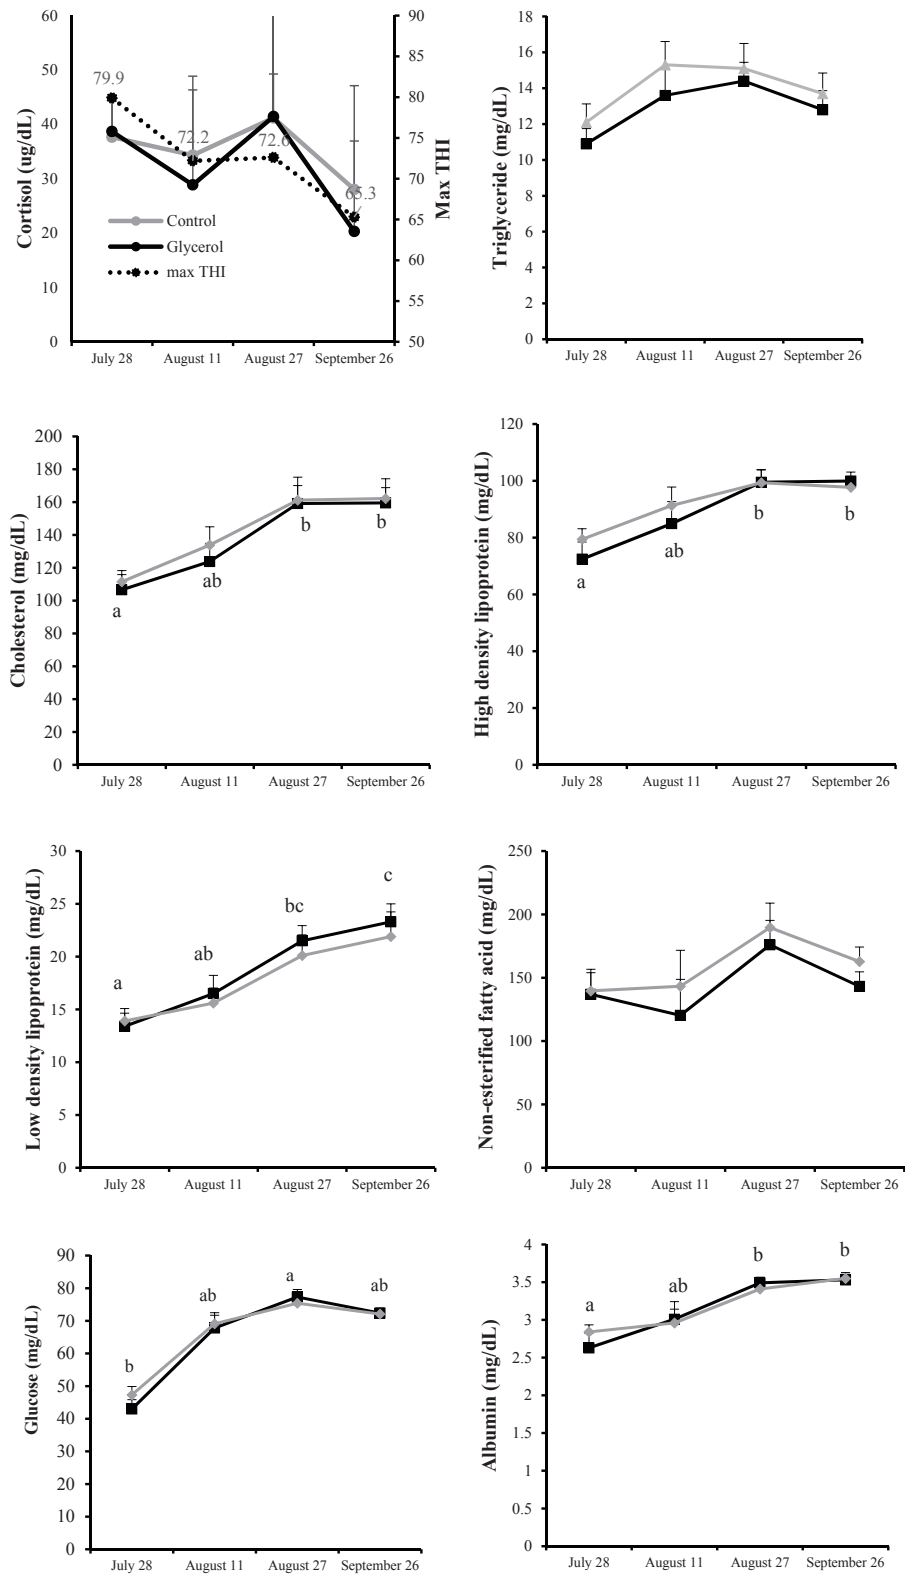 60
50
40
30
20
10
0
Cortisol (ug/dL)
90
85
80
75
70
65
60
55
50
Max THI
79.9
72.2
72.6
65.3
Control
Glycerol
max THI
July 28 August 11 August 27 September 26
18
16
14
12
10
8
6
4
2
0
Triglyceride (mg/dL)
July 28 August 11 August 27 September 26
200
180
160
140
120
100
80
60
40
20
0
Cholesterol (mg/dL)
a
ab
b
b
July 28 August 11 August 27 September 26
120
100
80
60
40
20
0
High density lipoprotein (mg/dL)
a
ab
b
b
July 28 August 11 August 27 September 26
30
25
20
15
10
5
0
Low density lipoprotein (mg/dL)
a
ab
bc
c
July 28 August 11 August 27 September 26
250
200
150
100
50
0
Non-esterified fatty acid (mg/dL)
July 28 August 11 August 27 September 26
90
80
70
60
50
40
30
20
10
0
Glucose (mg/dL)
b
ab
a
ab
July 28 August 11 August 27 September 26
4
3.5
3
2.5
2
1.5
1
0.5
0
Albumin (mg/dL)
a
ab
b
b
July 28 August 11 August 27 September 26